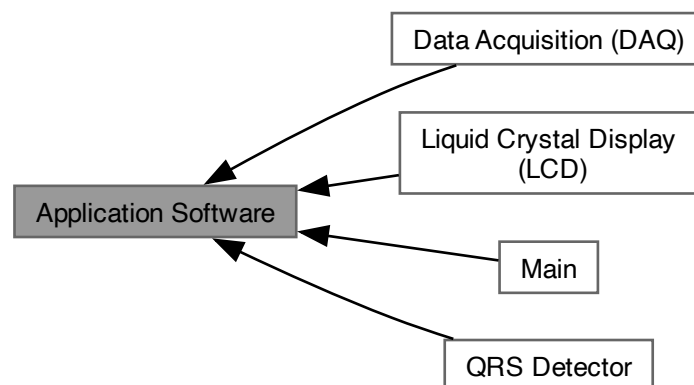 Data Acquisition (DAQ)
Liquid Crystal Display
(LCD)
Application Software
Main
QRS Detector